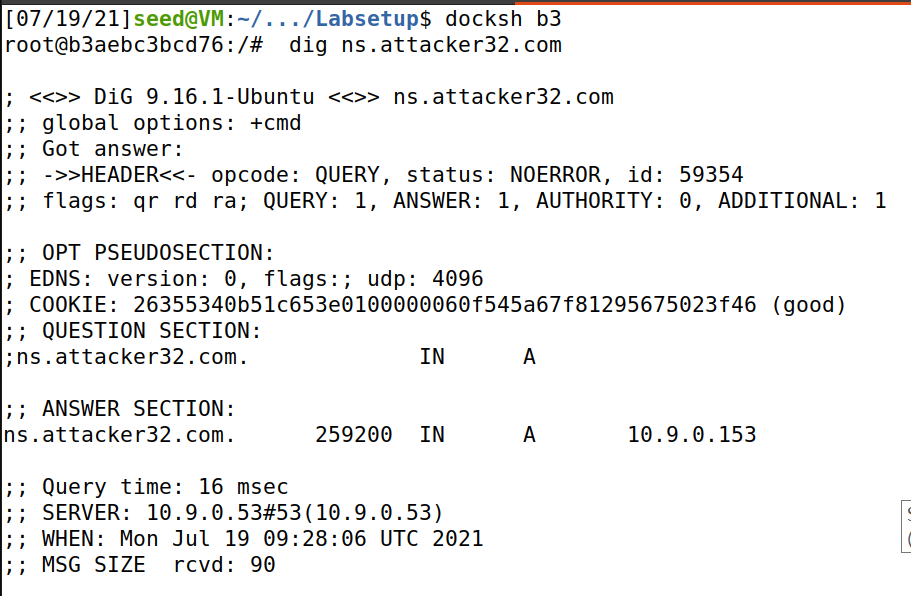 [07/19/21]seed@VM:~/.../Labsetup$ docksh b3
root@b3aebc3bcd76:/#  dig ns.attacker32.com

; <<>> DiG 9.16.1-Ubuntu <<>> ns.attacker32.com
;; global options: +cmd
;; Got answer:
;; ->>HEADER<<- opcode: QUERY, status: NOERROR, id: 59354
;; flags: qr rd ra; QUERY: 1, ANSWER: 1, AUTHORITY: 0, ADDITIONAL: 1

;; OPT PSEUDOSECTION:
; EDNS: version: 0, flags:; udp: 4096
; COOKIE: 26355340b51c653e0100000060f545a67f81295675023f46 (good)
;; QUESTION SECTION:
;ns.attacker32.com.             IN      A

;; ANSWER SECTION:
ns.attacker32.com.      259200  IN      A       10.9.0.153

;; Query time: 16 msec
;; SERVER: 10.9.0.53#53(10.9.0.53)
;; WHEN: Mon Jul 19 09:28:06 UTC 2021
;; MSG SIZE  rcvd: 90